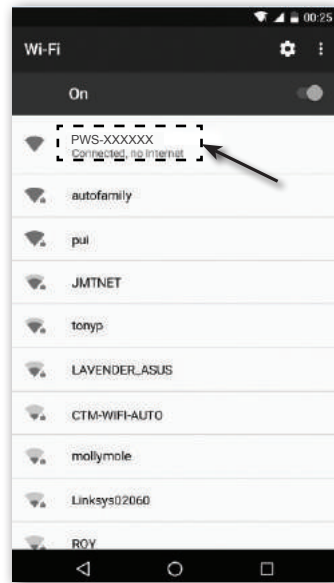 00:25
Wi-Fi
On
PWS-XXXXXX
Connected, no Internet
autofamily
pui
JMTNET
tonyp
LAVENDER_ASUS
CTM-WIFI-AUTO
mollymole
Linksys02060
ROY